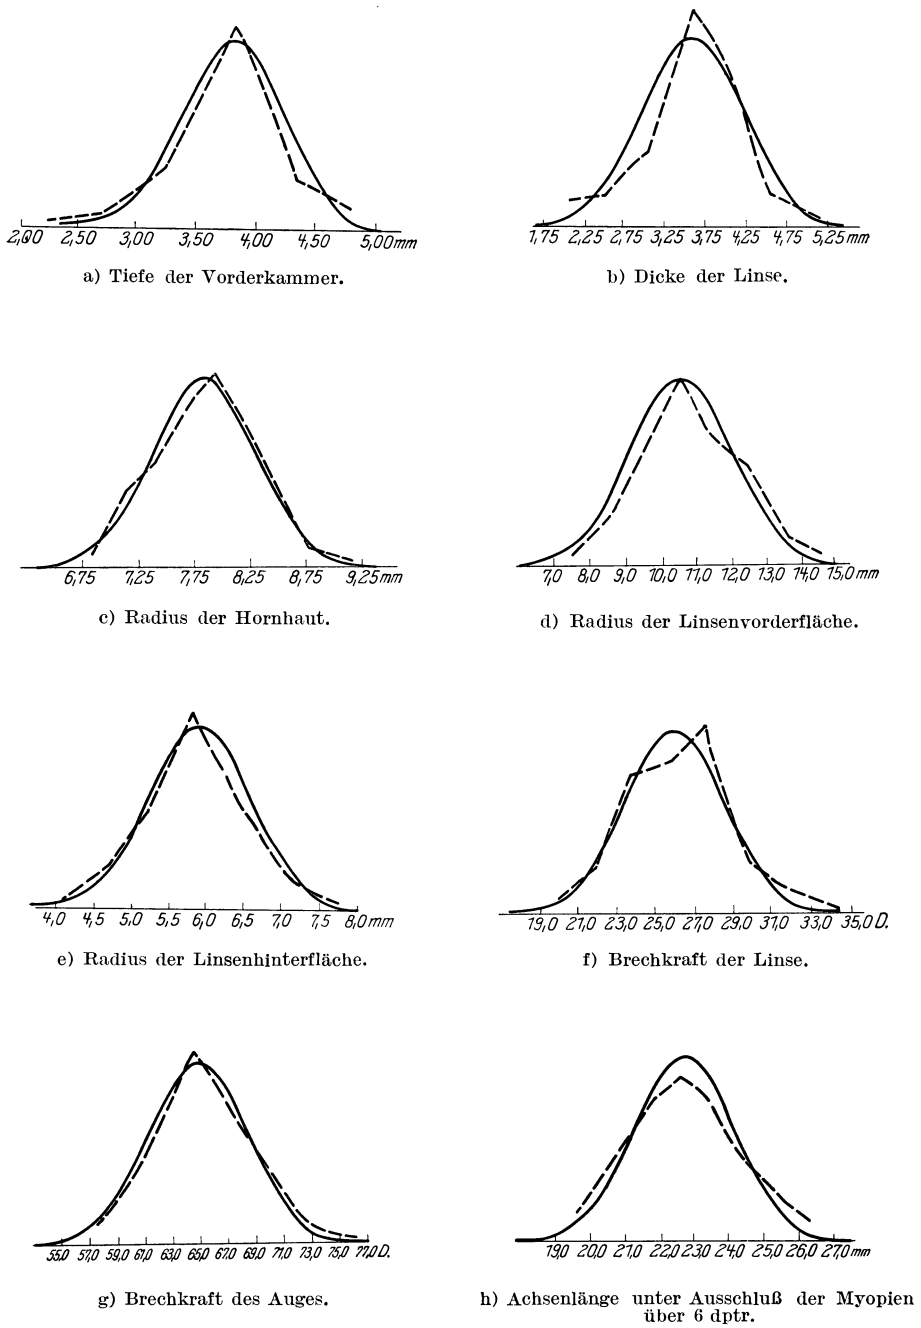 2,00 2,50 3,00 3,50 4,00 4,50 5,00 mm
a) Tiefe der Vorderkammer.
1,75 2,25 2,75 3,25 3,75 4,25 4,75 5,25 mm
b) Dicke der Linse.
6,75 7,25 7,75 8,25 8,75 9,25 mm
c) Radius der Hornhaut.
7,0 8,0 9,0 10,0 11,0 12,0 13,0 14,0 15,0 mm
d) Radius der Linsenvorderfläche.
4,0 4,5 5,0 5,5 6,0 6,5 7,0 7,5 8,0 mm
e) Radius der Linsenhinterfläche.
19,0 21,0 23,0 25,0 27,0 29,0 31,0 33,0 35,0 D.
f) Brechkraft der Linse.
55,0 57,0 59,0 61,0 63,0 65,0 67,0 69,0 71,0 73,0 75,0 77,0 D.
g) Brechkraft des Auges.
19,0 20,0 21,0 22,0 23,0 24,0 25,0 26,0 27,0 mm
h) Achsenlänge unter Ausschluß der Myopien
über 6 dptr.